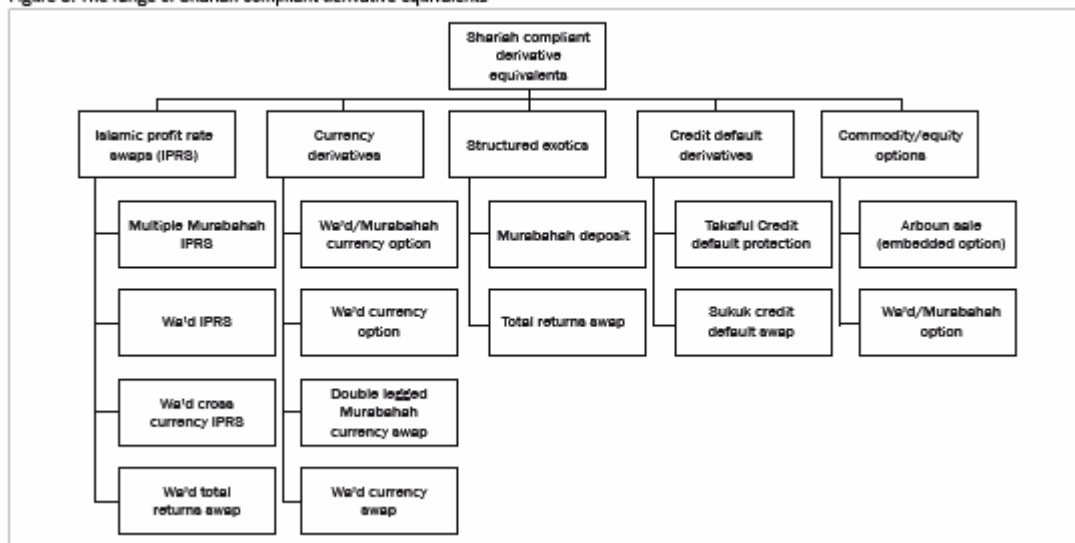 Shariah compliant
derivative
equivalents
Islamic profit rate
swaps (IPRS)
Currency
derivatives
Structured exotics
Credit default
derivatives
Commodity/equity
options
Multiple Murabahah
IPRS
Wa'd/Murabahah
currency option
Murabahah deposit
Takaful Credit
default protection
Arboun sale
(embedded option)
Wa'd IPRS
Wa'd currency
option
Total returns swap
Sukuk credit
default swap
Wa'd/Murabahah
option
Wa'd cross
currency IPRS
Double legged
Murabahah
currency swap
Wa'd total
returns swap
Wa'd currency
swap